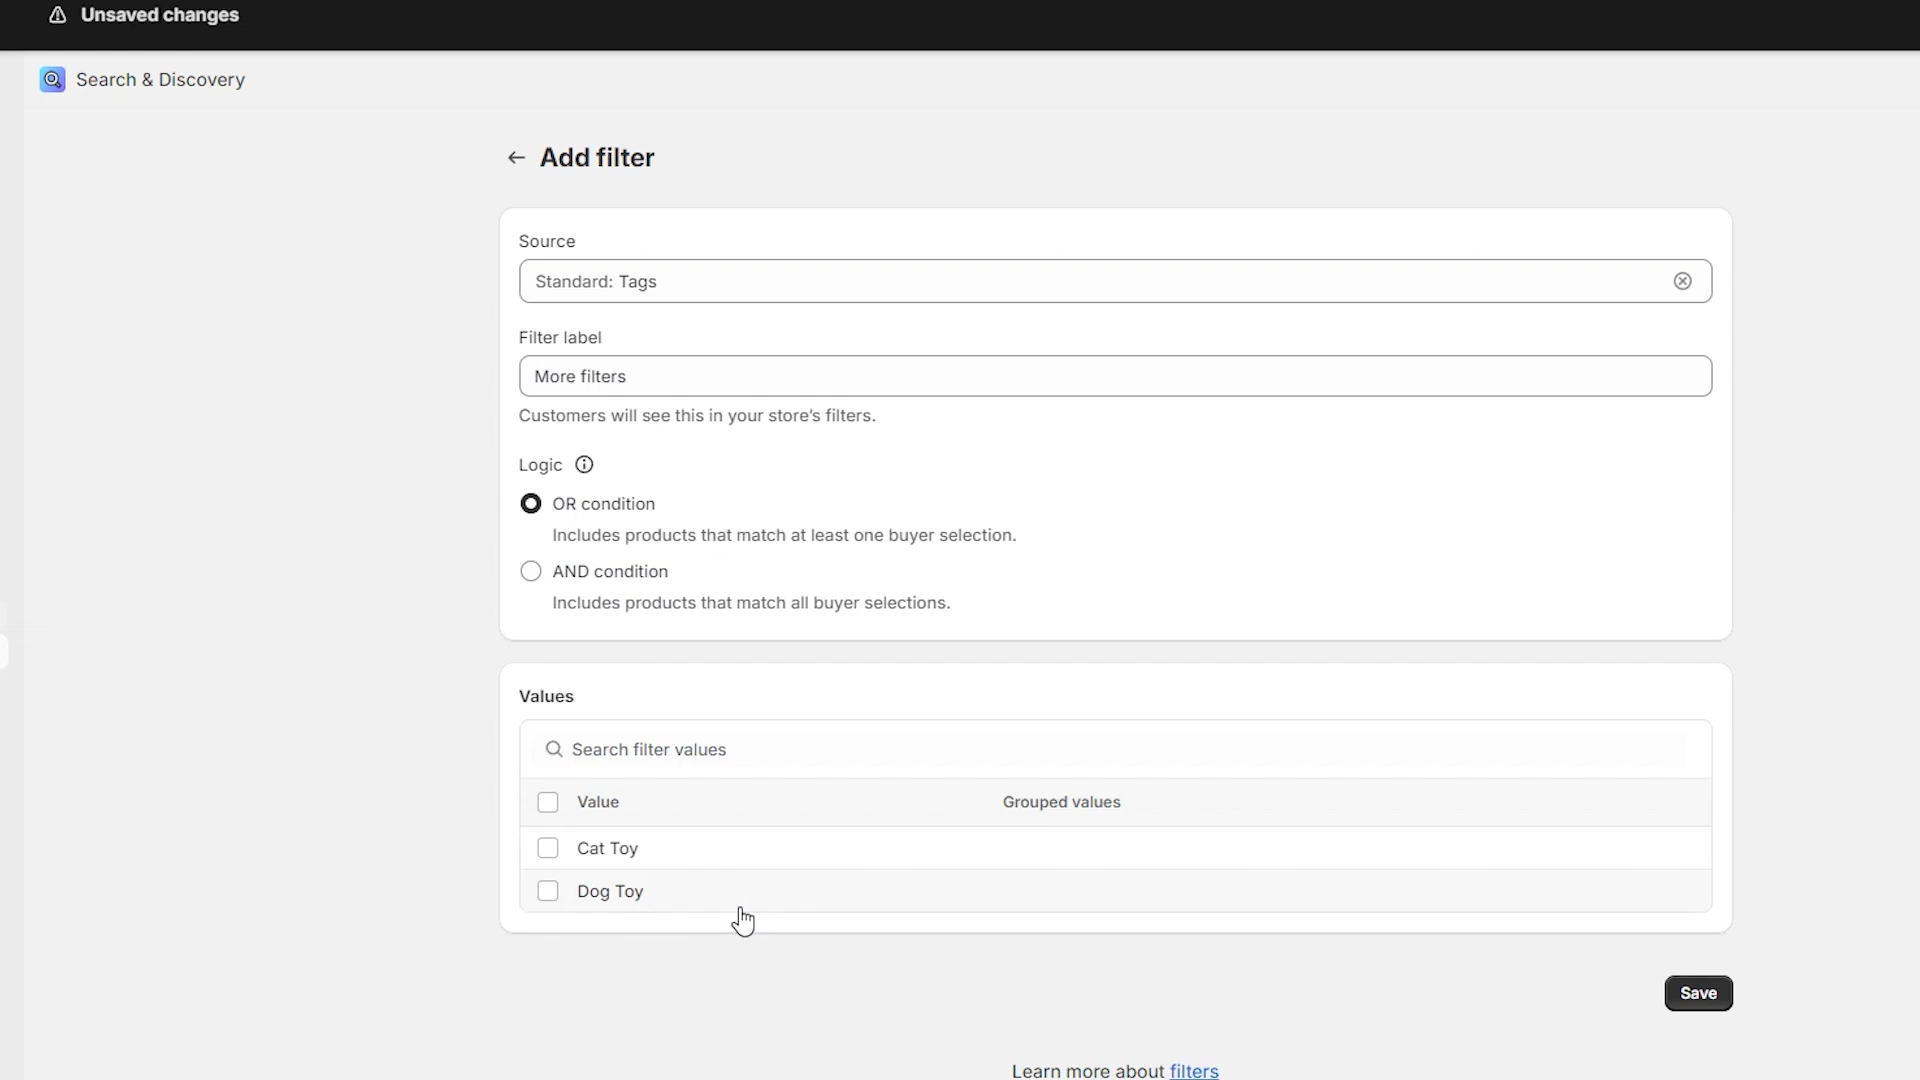 Unsaved changes
Search & Discovery
Add filter
Source
Standard: Tags
Filter label
More filters
Customers will see this in your store’s filters.
Logic
OR condition
Includes products that match at least one buyer selection.
AND condition
Includes products that match all buyer selections.
Values
Search filter values
Value Grouped values
Cat Toy
Dog Toy
Save
Learn more about filters